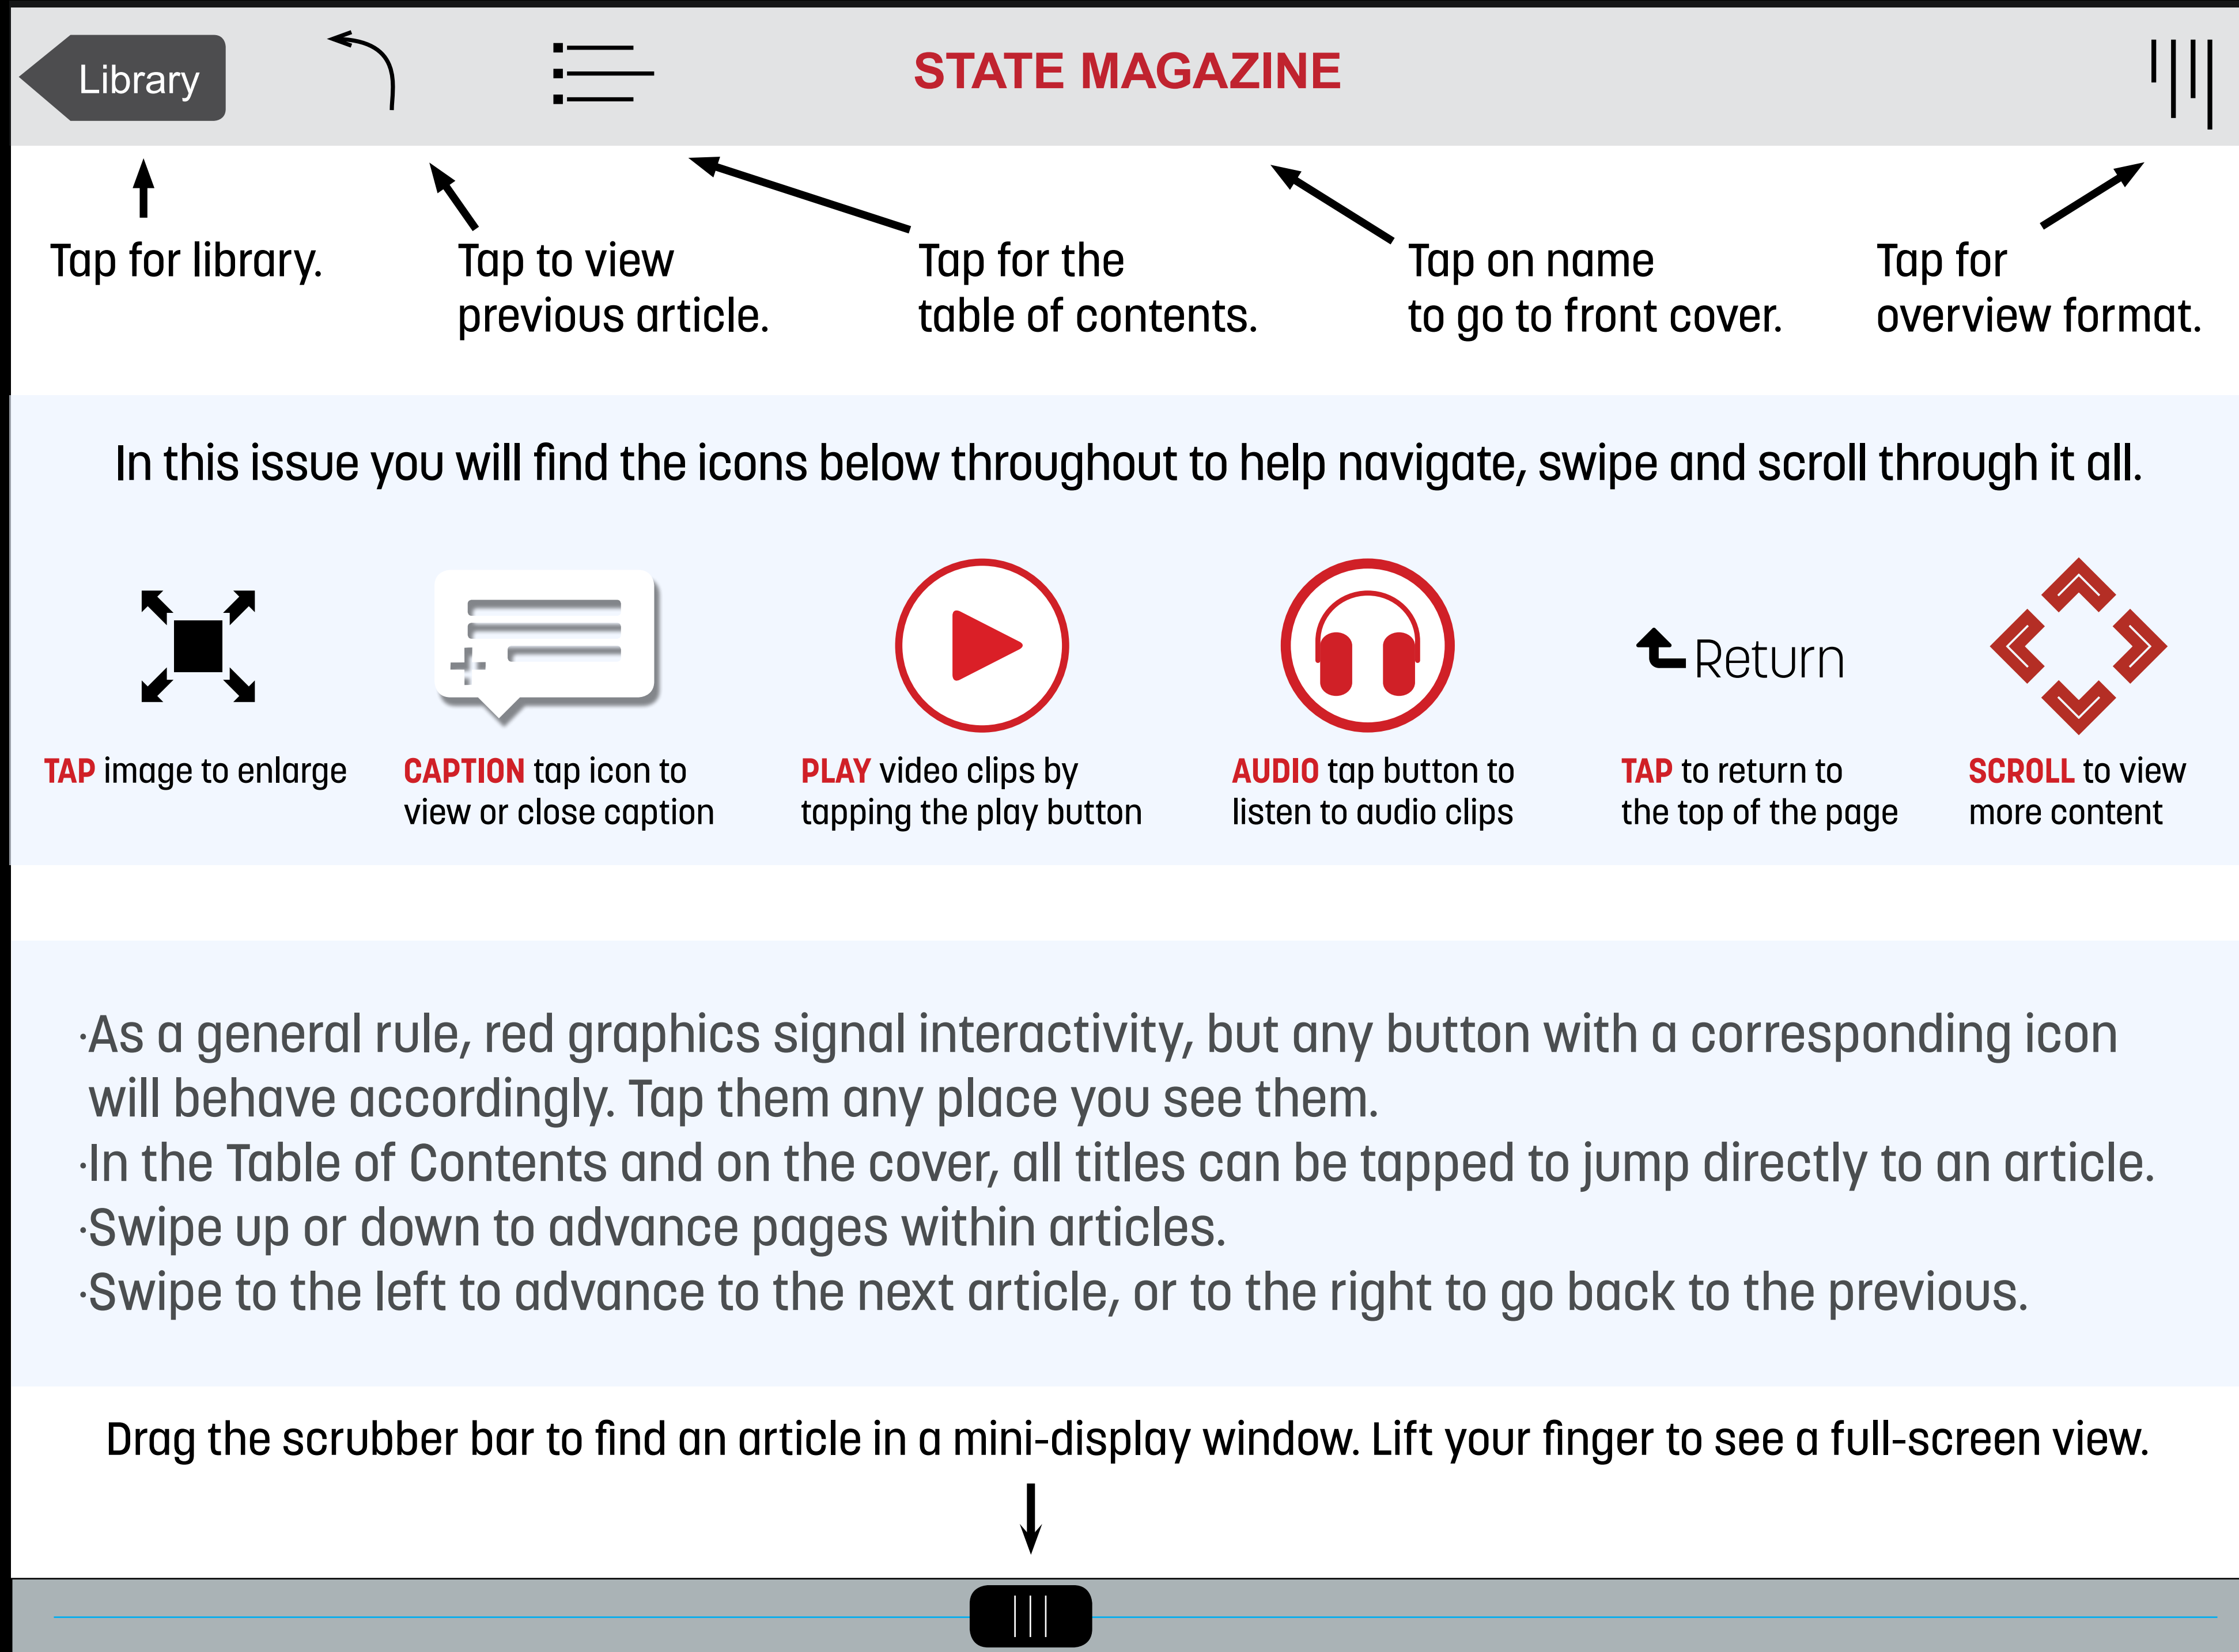 Library
STATE MAGAZINE
Tap for library.
Tap to view
previous article.
Tap for the
table of contents.
Tap on name
to go to front cover.
Tap for
overview format.
In this issue you will find the icons below throughout to help navigate, swipe and scroll through it all.
Return
TAP image to enlarge
CAPTION tap icon to
view or close caption
PLAY video clips by
tapping the play button
AUDIO tap button to
listen to audio clips
TAP to return to
the top of the page
SCROLL to view
more content
·As a general rule, red graphics signal interactivity, but any button with a corresponding icon
will behave accordingly. Tap them any place you see them.
·In the Table of Contents and on the cover, all titles can be tapped to jump directly to an article.
·Swipe up or down to advance pages within articles.
·Swipe to the left to advance to the next article, or to the right to go back to the previous.
Drag the scrubber bar to find an article in a mini-display window. Lift your finger to see a full-screen view.